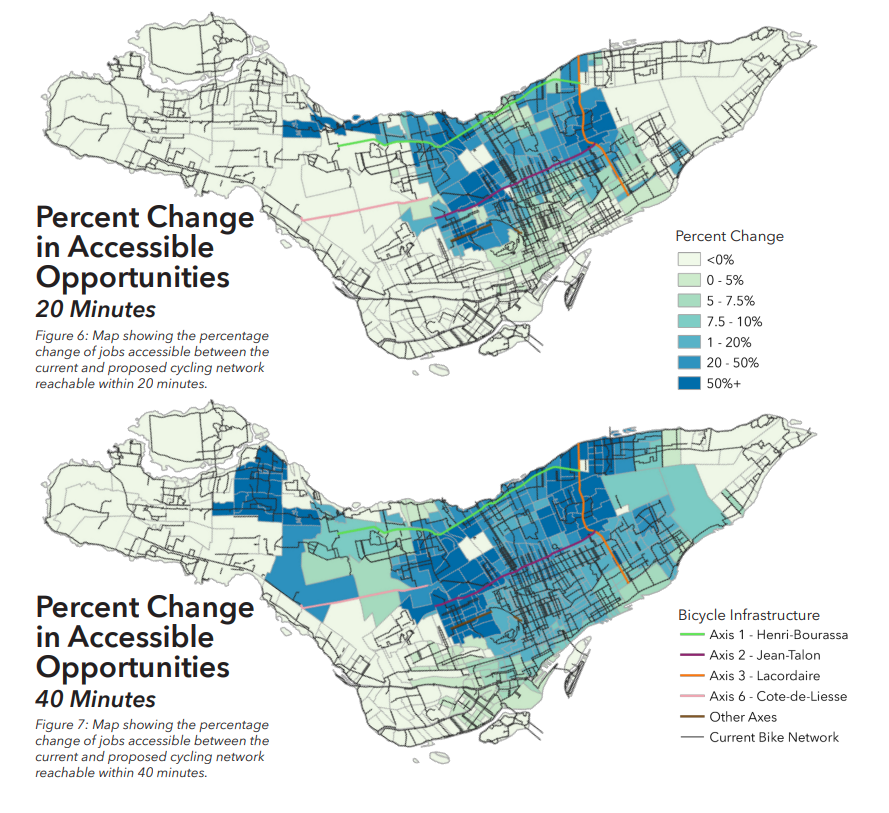 Percent Change
in Accessible
Opportunities
20 Minutes
Figure 6: Map showing the percentage
change of jobs accessible between the
current and proposed cycling network
reachable within 20 minutes.
Percent Change
<0%
0 - 5%
5 - 7.5%
7.5 - 10%
1 - 20%
20 - 50%
50%+
Percent Change
in Accessible
Opportunities
40 Minutes
Figure 7: Map showing the percentage
change of jobs accessible between the
current and proposed cycling network
reachable within 40 minutes.
Bicycle Infrastructure
Axis 1 - Henri-Bourassa
Axis 2 - Jean-Talon
Axis 3 - Lacordaire
Axis 6 - Cote-de-Liesse
Other Axes
Current Bike Network